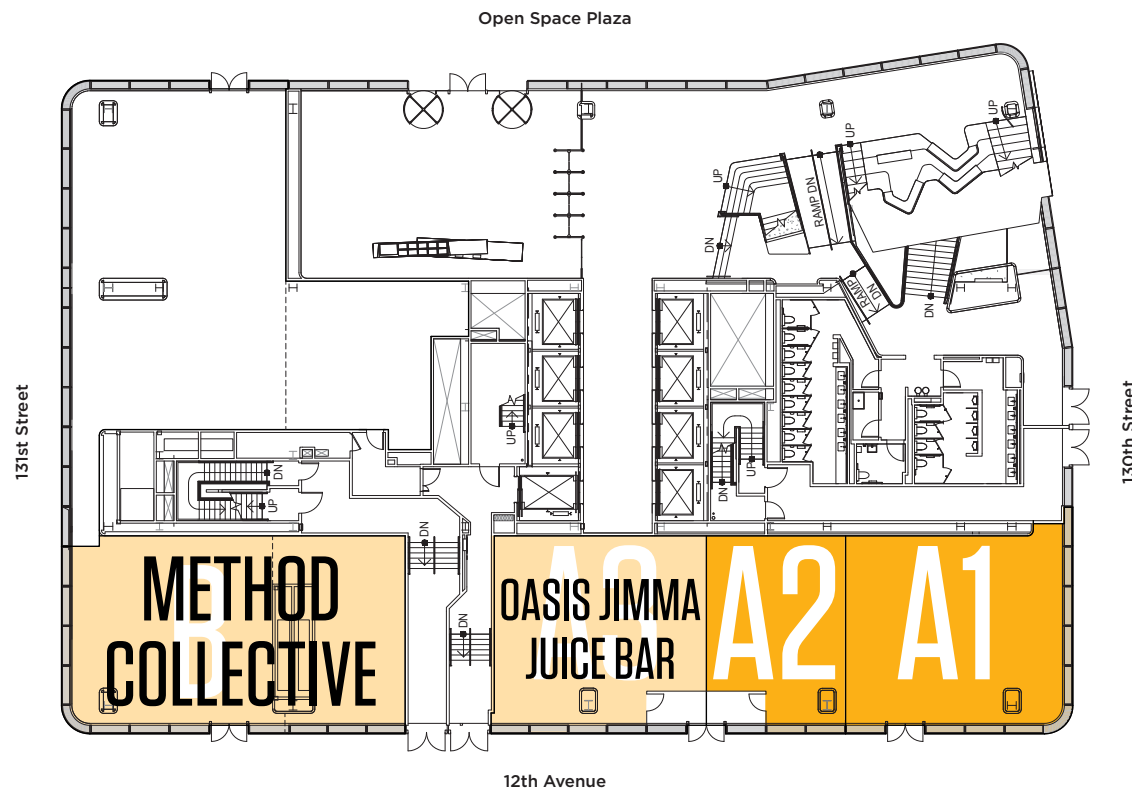 Open Space Plaza
UP
UP
UP
RAMP DN
DN
RAMP
DN
DN
131st Street
130th Street
UP
UP
DN
DN
UP
DN
DN
B
METHOD
COLLECTIVE
A3
OASIS JIMMA
JUICE BAR
A2
A1
12th Avenue